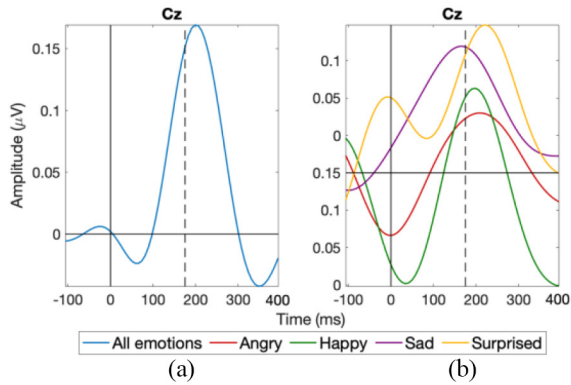 Cz
Cz
Amplitude (μV)
0.15
0.1
0.05
0
0.1
0.05
0
0.15
0.1
0.05
0
-100 0 100 200 300 400
-100 0 100 200 300 400
Time (ms)
All emotions Angry Happy Sad Surprised
(a) (b)